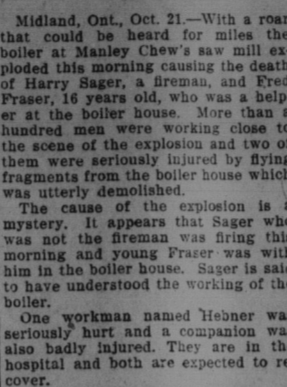 Midland, Ont., Oct. 21.—With a roar
that could be heard for miles the
boiler at Manley Chew's saw mill ex-
ploded this morning causing the death
of Harry Sager, a fireman, and Fred
Fraser, 16 years old, who was a help-
er at the boiler house. More than a
hundred men were working close to
the scene of the explosion and two of
them were seriously injured by flying
fragments from the boiler house which
was utterly demolished.
The cause of the explosion is a
mystery. It appears that Sager who
was not the fireman was firing this
morning and young Fraser was with
him in the boiler house. Sager is said
to have understood the working of the
boiler.
One workman named Hebner was
seriously hurt and a companion was
also badly injured. They are in the
hospital and both are expected to re-
cover.